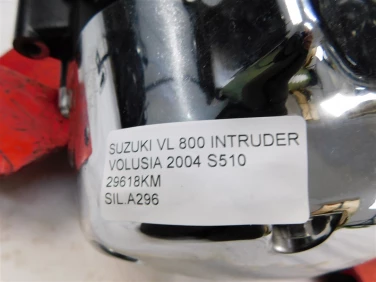 SUZUKI VL 800 INTRUDER
VOLUSIA 2004 S510
29618KM
SIL.A296